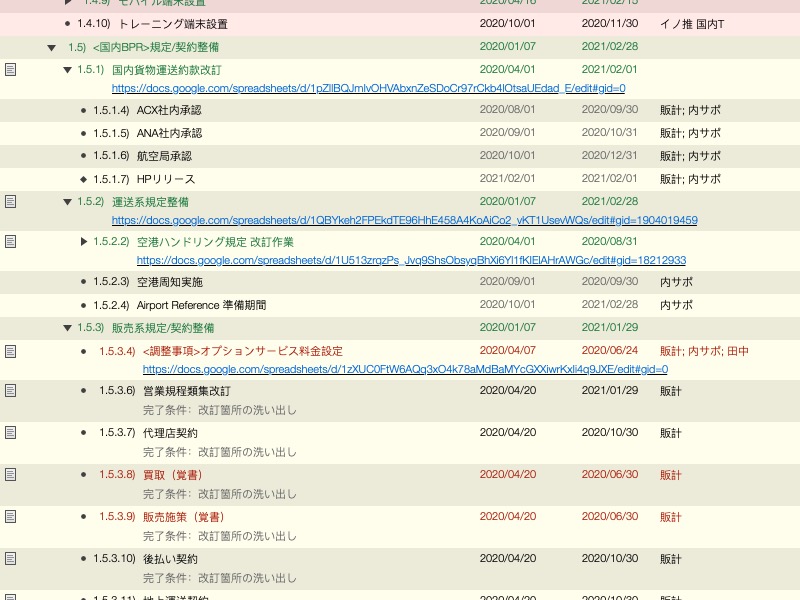 1.4.9) モバイル端末設置 2020/04/16 2021/02/15
1.4.10) トレーニング端末設置 2020/10/01 2020/11/30 イノ推 国内T
1.5) <国内BPR>規定/契約整備 2020/01/07 2021/02/28
1.5.1) 国内貨物運送約款改訂 2020/04/01 2021/02/01
https://docs.google.com/spreadsheets/d/1pZIlBQJmIvOHVAbxnZeSDoCr97rCkb4lOtsaUEdad_E/edit#gid=0
1.5.1.4) ACX社内承認 2020/08/01 2020/09/30 販計; 内サポ
1.5.1.5) ANA社内承認 2020/09/01 2020/10/31 販計; 内サポ
1.5.1.6) 航空局承認 2020/10/01 2020/12/31 販計; 内サポ
1.5.1.7) HPリリース 2021/02/01 2021/02/01 販計; 内サポ
1.5.2) 運送系規定整備 2020/01/07 2021/02/28
https://docs.google.com/spreadsheets/d/1QBYkeh2FPEkdTE96HhE458A4KoAiCo2_vKT1UsevWQs/edit#gid=1904019459
1.5.2.2) 空港ハンドリング規定 改訂作業 2020/04/01 2020/08/31
https://docs.google.com/spreadsheets/d/1U513zrqzPs_Jvq9ShsObsyqBhXi6Yl1fKIElAHrAWGc/edit#gid=18212933
1.5.2.3) 空港周知実施 2020/09/01 2020/09/30 内サポ
1.5.2.4) Airport Reference 準備期間 2020/10/01 2021/02/28 内サポ
1.5.3) 販売系規定/契約整備 2020/01/07 2021/01/29
1.5.3.4) <調整事項>オプションサービス料金設定 2020/04/07 2020/06/24 販計; 内サポ; 田中
https://docs.google.com/spreadsheets/d/1zXUC0FtW6AQq3xO4k78aMdBaMYcGXXiwrKxli4q9JXE/edit#gid=0
1.5.3.6) 営業規程類集改訂 2020/04/20 2021/01/29 販計
完了条件: 改訂箇所の洗い出し
1.5.3.7) 代理店契約 2020/04/20 2020/10/30 販計
完了条件: 改訂箇所の洗い出し
1.5.3.8) 買取（覚書） 2020/04/20 2020/06/30 販計
完了条件: 改訂箇所の洗い出し
1.5.3.9) 販売施策（覚書） 2020/04/20 2020/06/30 販計
完了条件: 改訂箇所の洗い出し
1.5.3.10) 後払い契約 2020/04/20 2020/10/30 販計
完了条件: 改訂箇所の洗い出し
1.5.3.11) 地上運送契約 2020/04/20 2020/10/30 販計